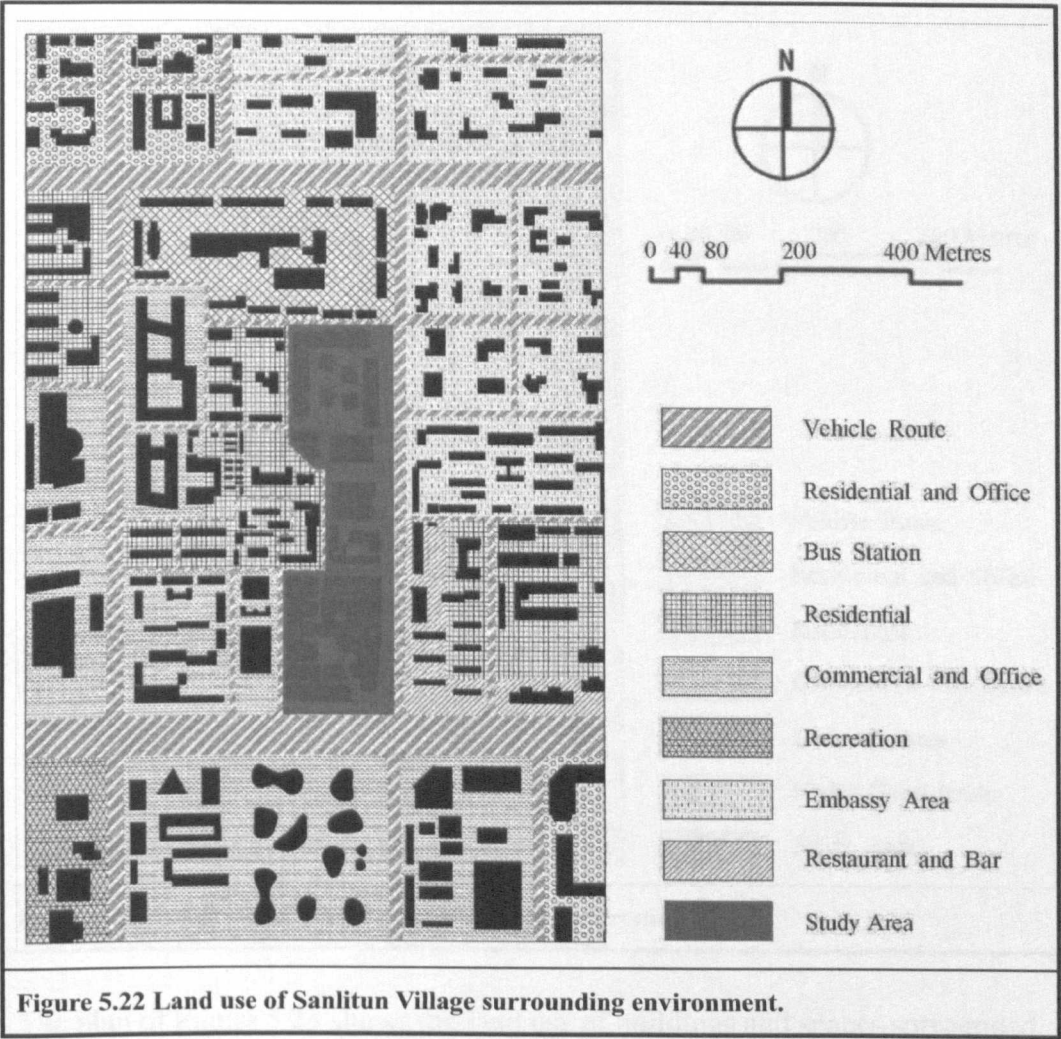 N
0 40 80 200 400 Metres
Vehicle Route
Residential and Office
Bus Station
Residential
Commercial and Office
Recreation
Embassy Area
Restaurant and Bar
Study Area
Figure 5.22 Land use of Sanlitun Village surrounding environment.